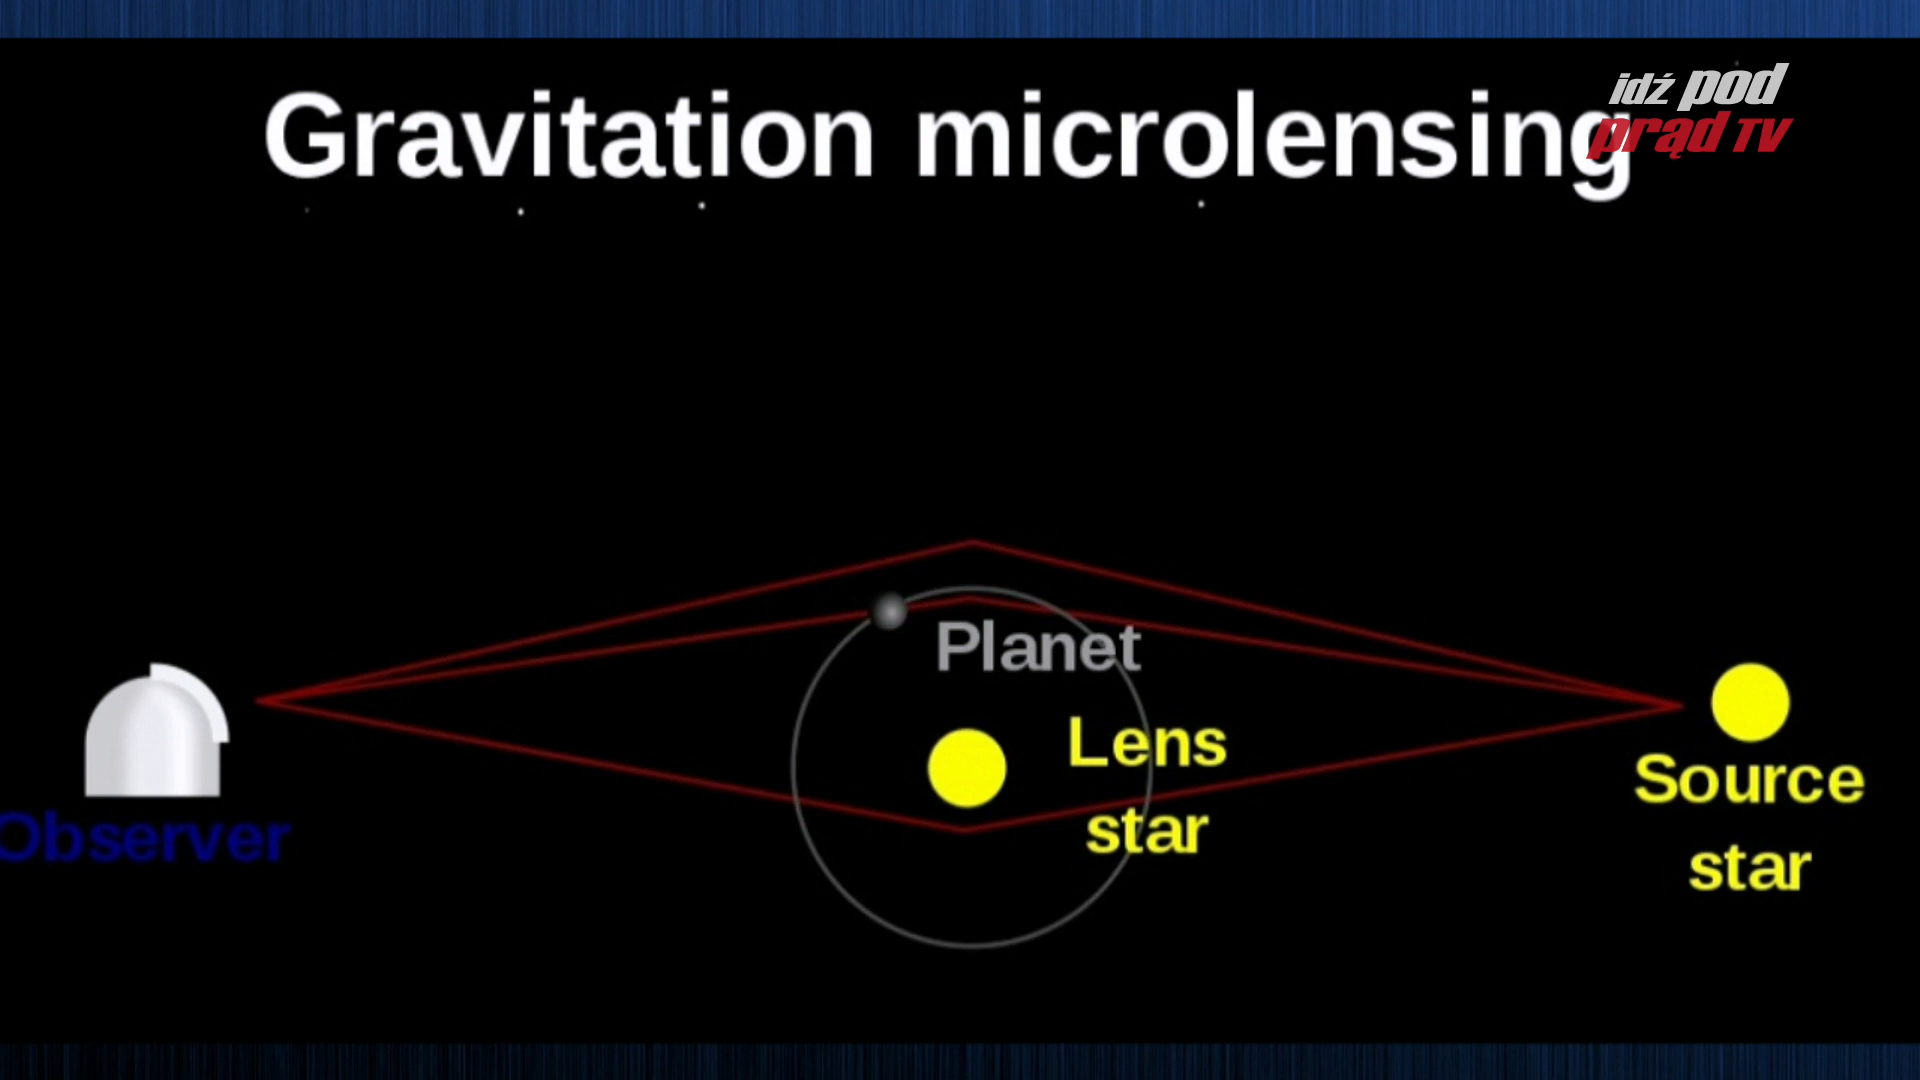 Gravitation microlensing
idź pod
prąd TV
Planet
Lens
star
Source
star
Observer